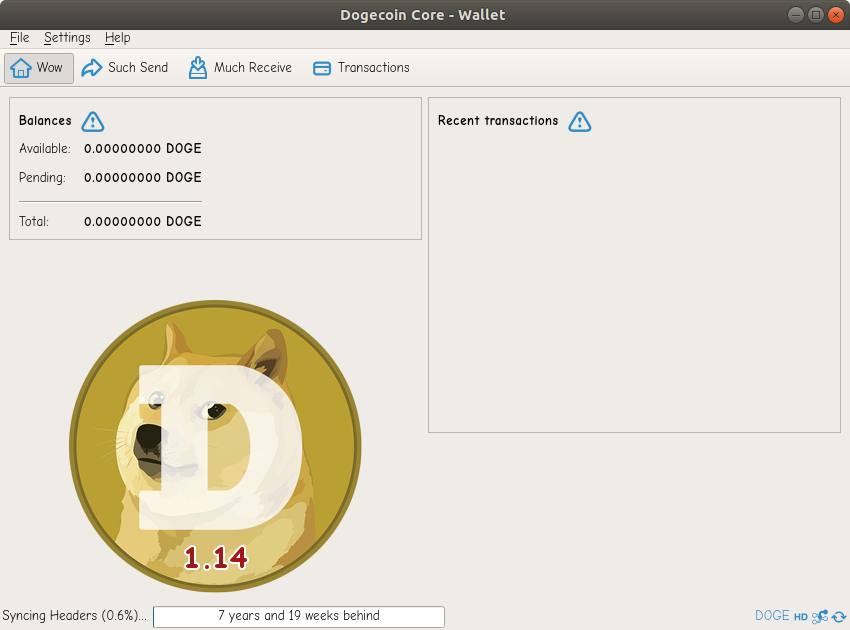 Dogecoin Core - Wallet
File Settings Help
Wow Such Send Much Receive Transactions
Balances
Available: 0.00000000 DOGE
Pending: 0.00000000 DOGE
Total: 0.00000000 DOGE
Recent transactions
D
1.14
Syncing Headers (0.6%)... 7 years and 19 weeks behind
DOGE HD